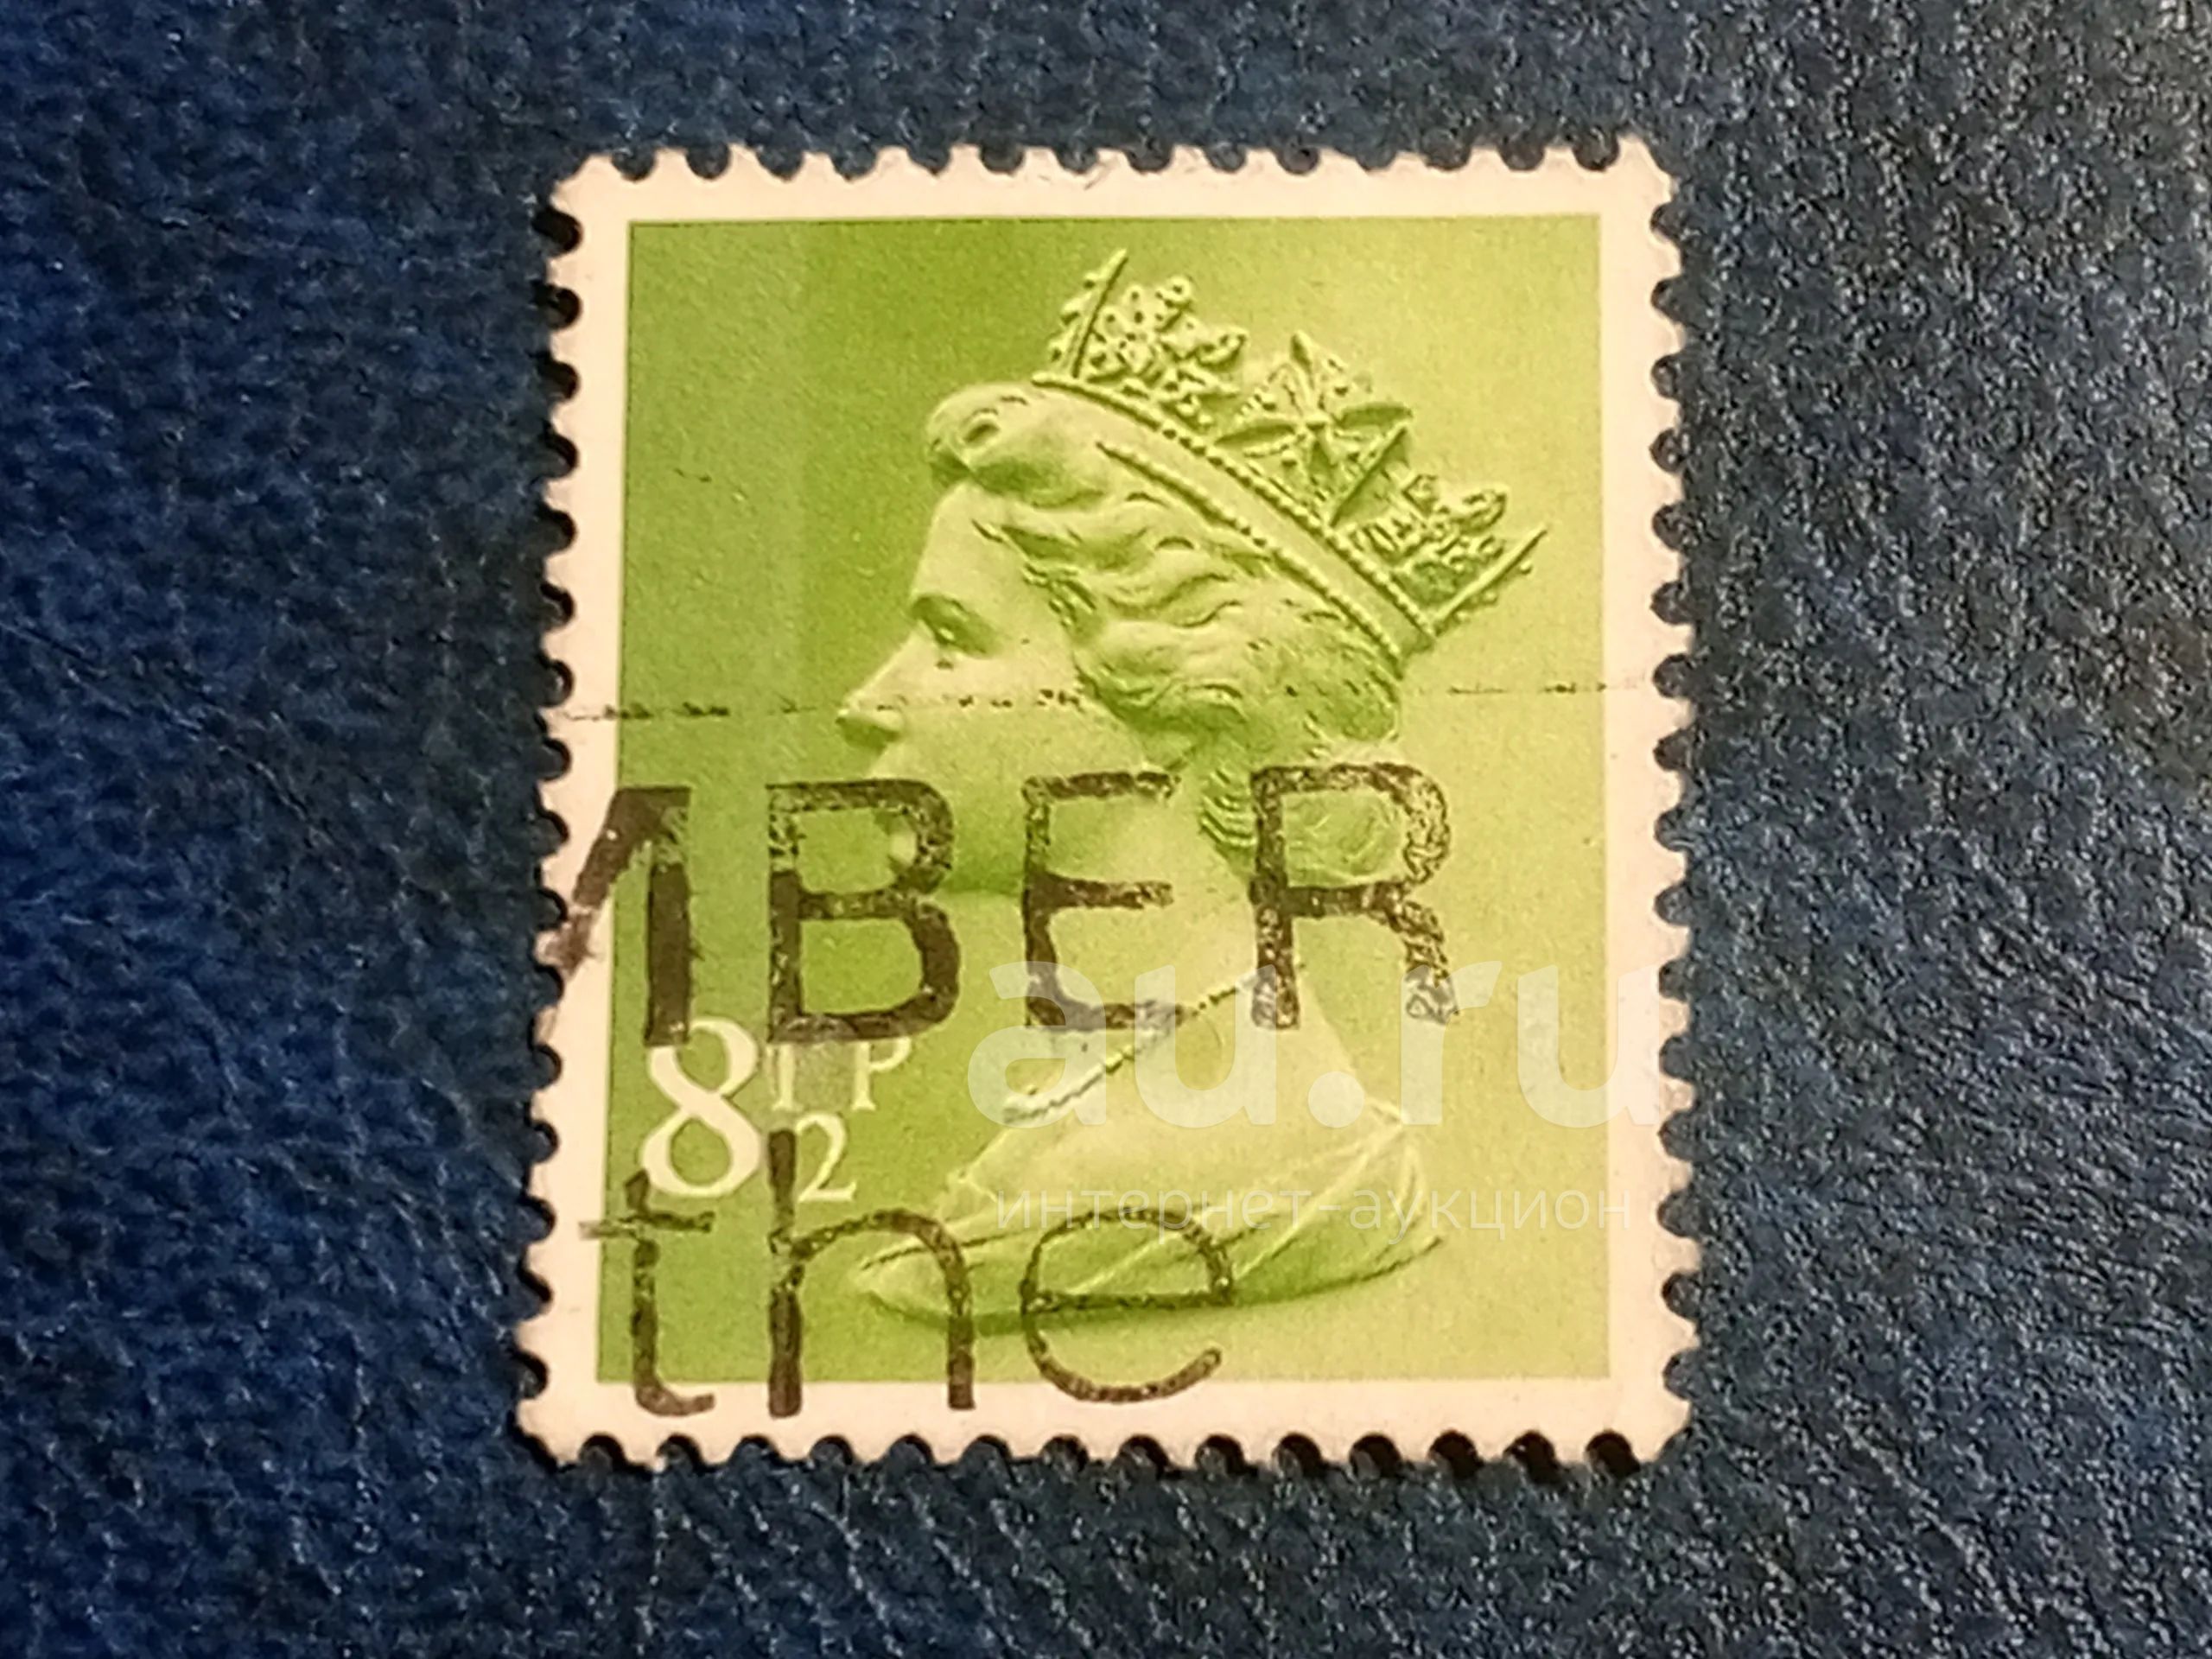 MBER
8½P
the
au.ru
интернет-аукцион